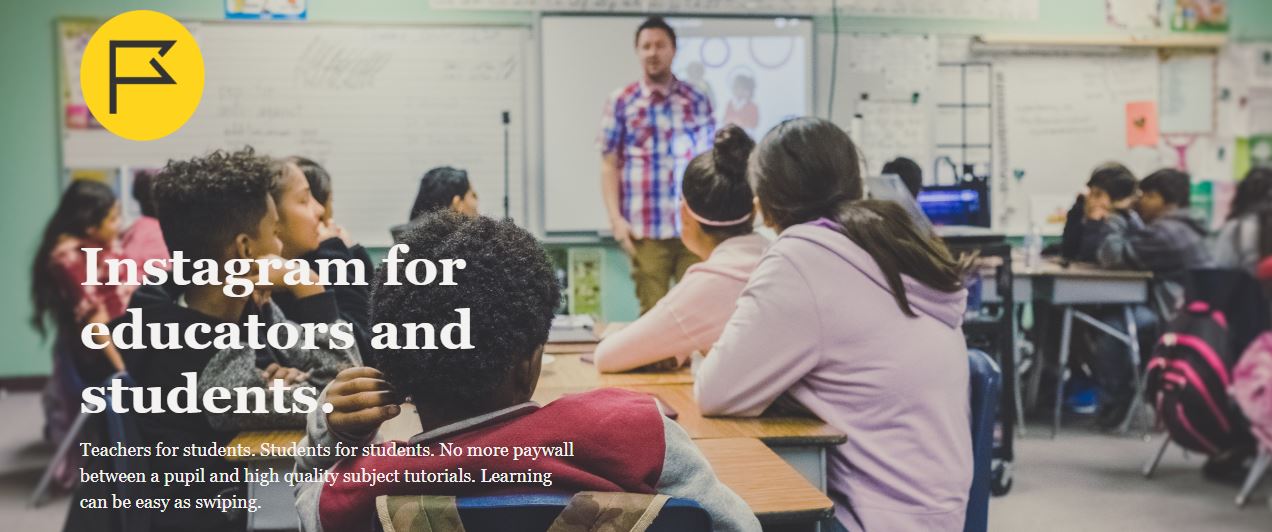 Instagram for
educators and
students.
Teachers for students. Students for students. No more paywall
between a pupil and high quality subject tutorials. Learning
can be easy as swiping.